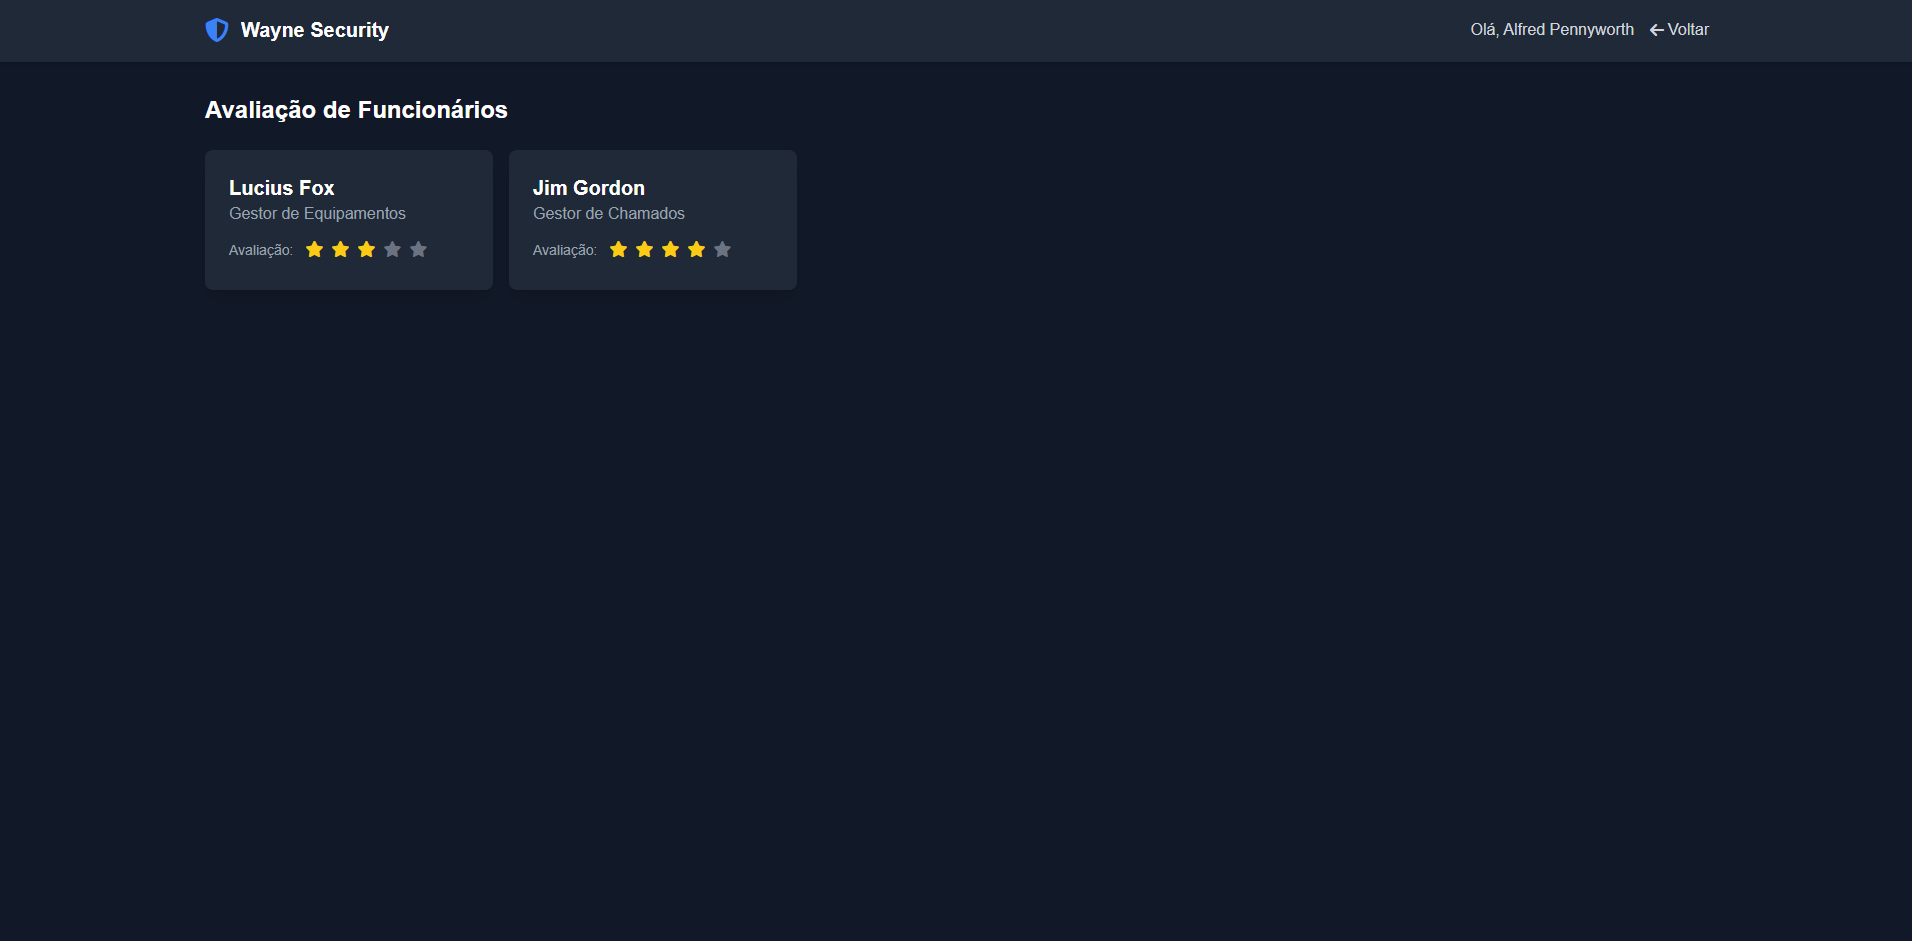 Wayne Security
Olá, Alfred Pennyworth
Voltar
Avaliação de Funcionários
Lucius Fox
Gestor de Equipamentos
Avaliação:
Jim Gordon
Gestor de Chamados
Avaliação: